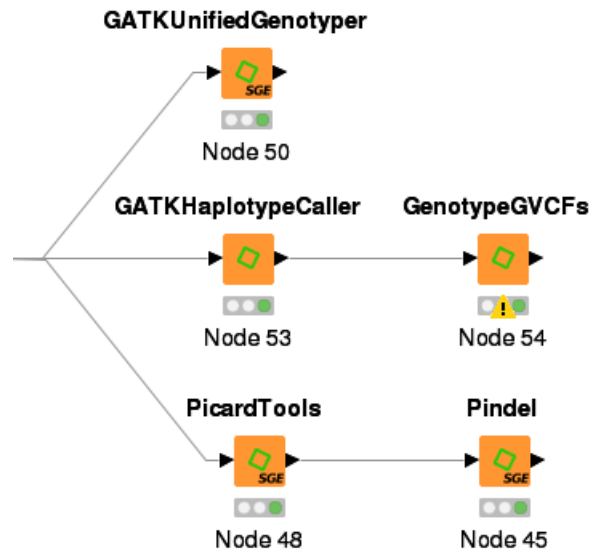 GATKUnifiedGenotyper
SGE
Node 50
GATKHaplotypeCaller GenotypeGVCFs
!
Node 53 Node 54
PicardTools Pindel
SGE SGE
Node 48 Node 45